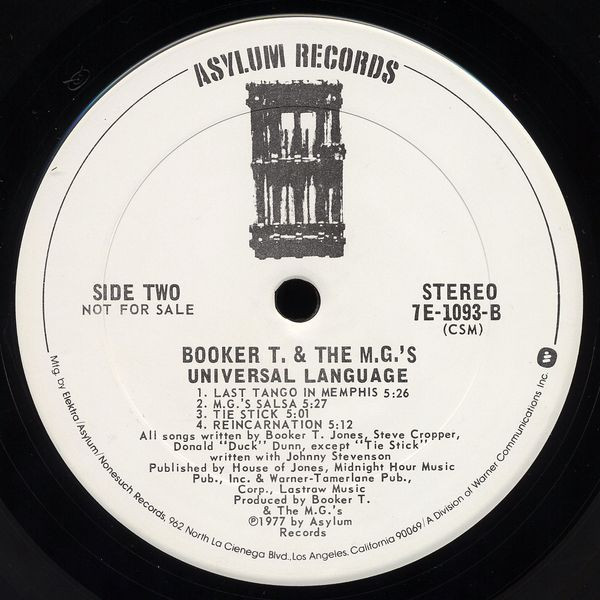 ASYLUM RECORDS
SIDE TWO
NOT FOR SALE
STEREO
7E-1093-B
(CSM)
BOOKER T. & THE M.G.'S
UNIVERSAL LANGUAGE
1. LAST TANGO IN MEMPHIS 5:26
2. M.G.'S SALSA 5:27
3. TIE STICK 5:01
4. REINCARNATION 5:12
All songs written by Booker T. Jones, Steve Cropper,
Donald "Duck" Dunn, except "Tie Stick",
written with Johnny Stevenson
Published by House of Jones, Midnight Hour Music
Pub., Inc. & Warner-Tamerlane Pub.,
Corp., Lastraw Music
Produced by Booker T.
& The M.G.'s
℗1977 by Asylum
Records
Mfg. by Elektra/Asylum/Nonesuch Records, 962 North La Cienega Blvd., Los Angeles, California 90069/A Division of Warner Communications Inc.